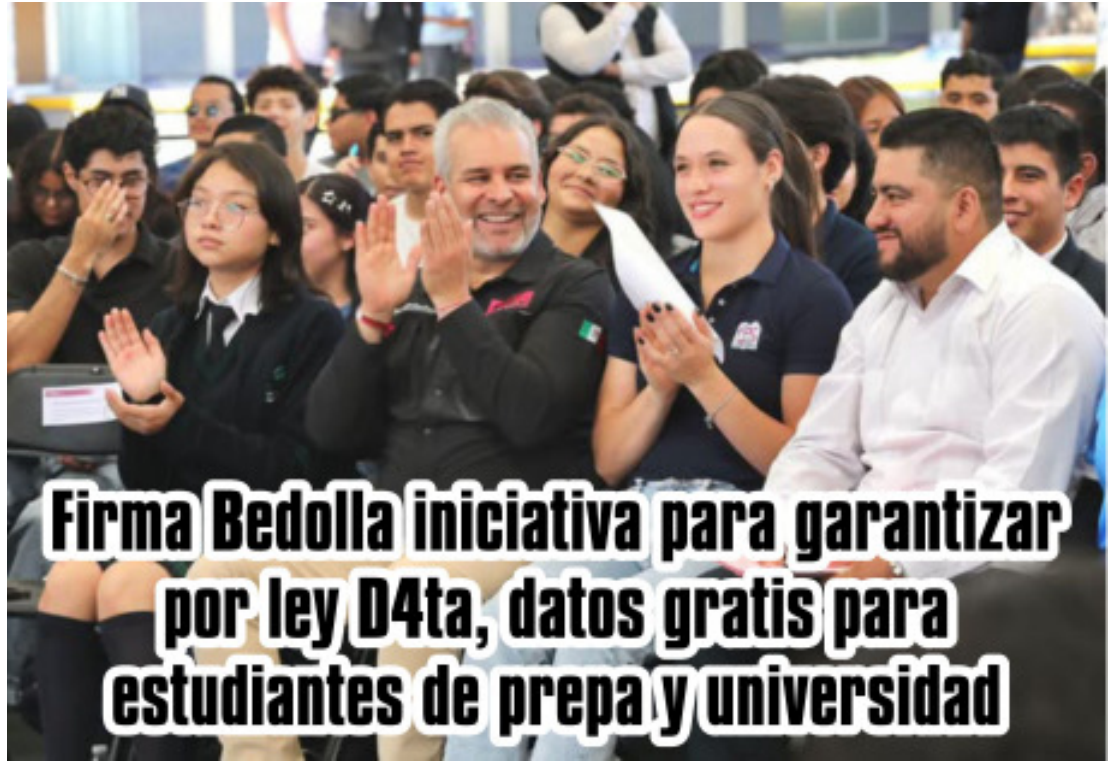 Firma Bedolla iniciativa para garantizar
por ley D4ta, datos gratis para
estudiantes de prepa y universidad